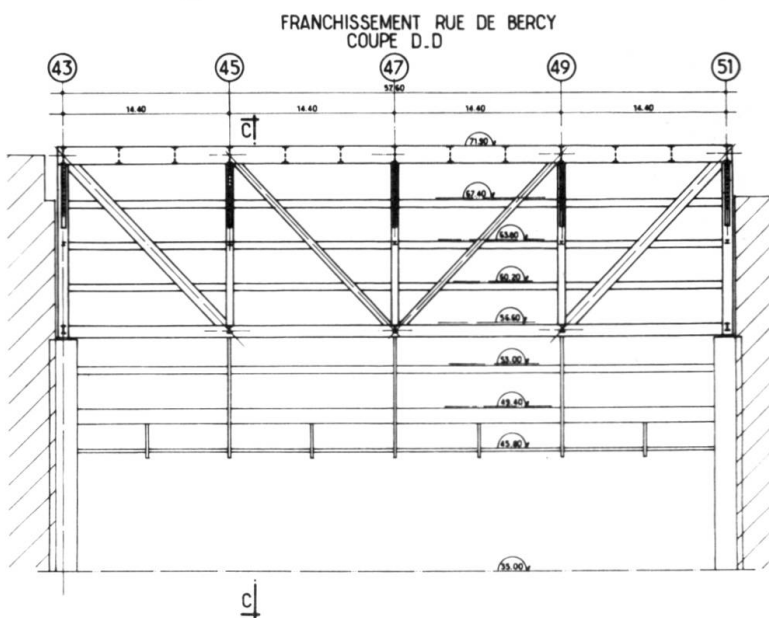 FRANCHISSEMENT RUE DE BERCY
COUPE D_D
43 45 47 49 51
57.60
14.40 14.40 14.40 14.40
C
71.90
67.40
63.80
60.20
56.60
53.00
49.40
45.80
35.00
C